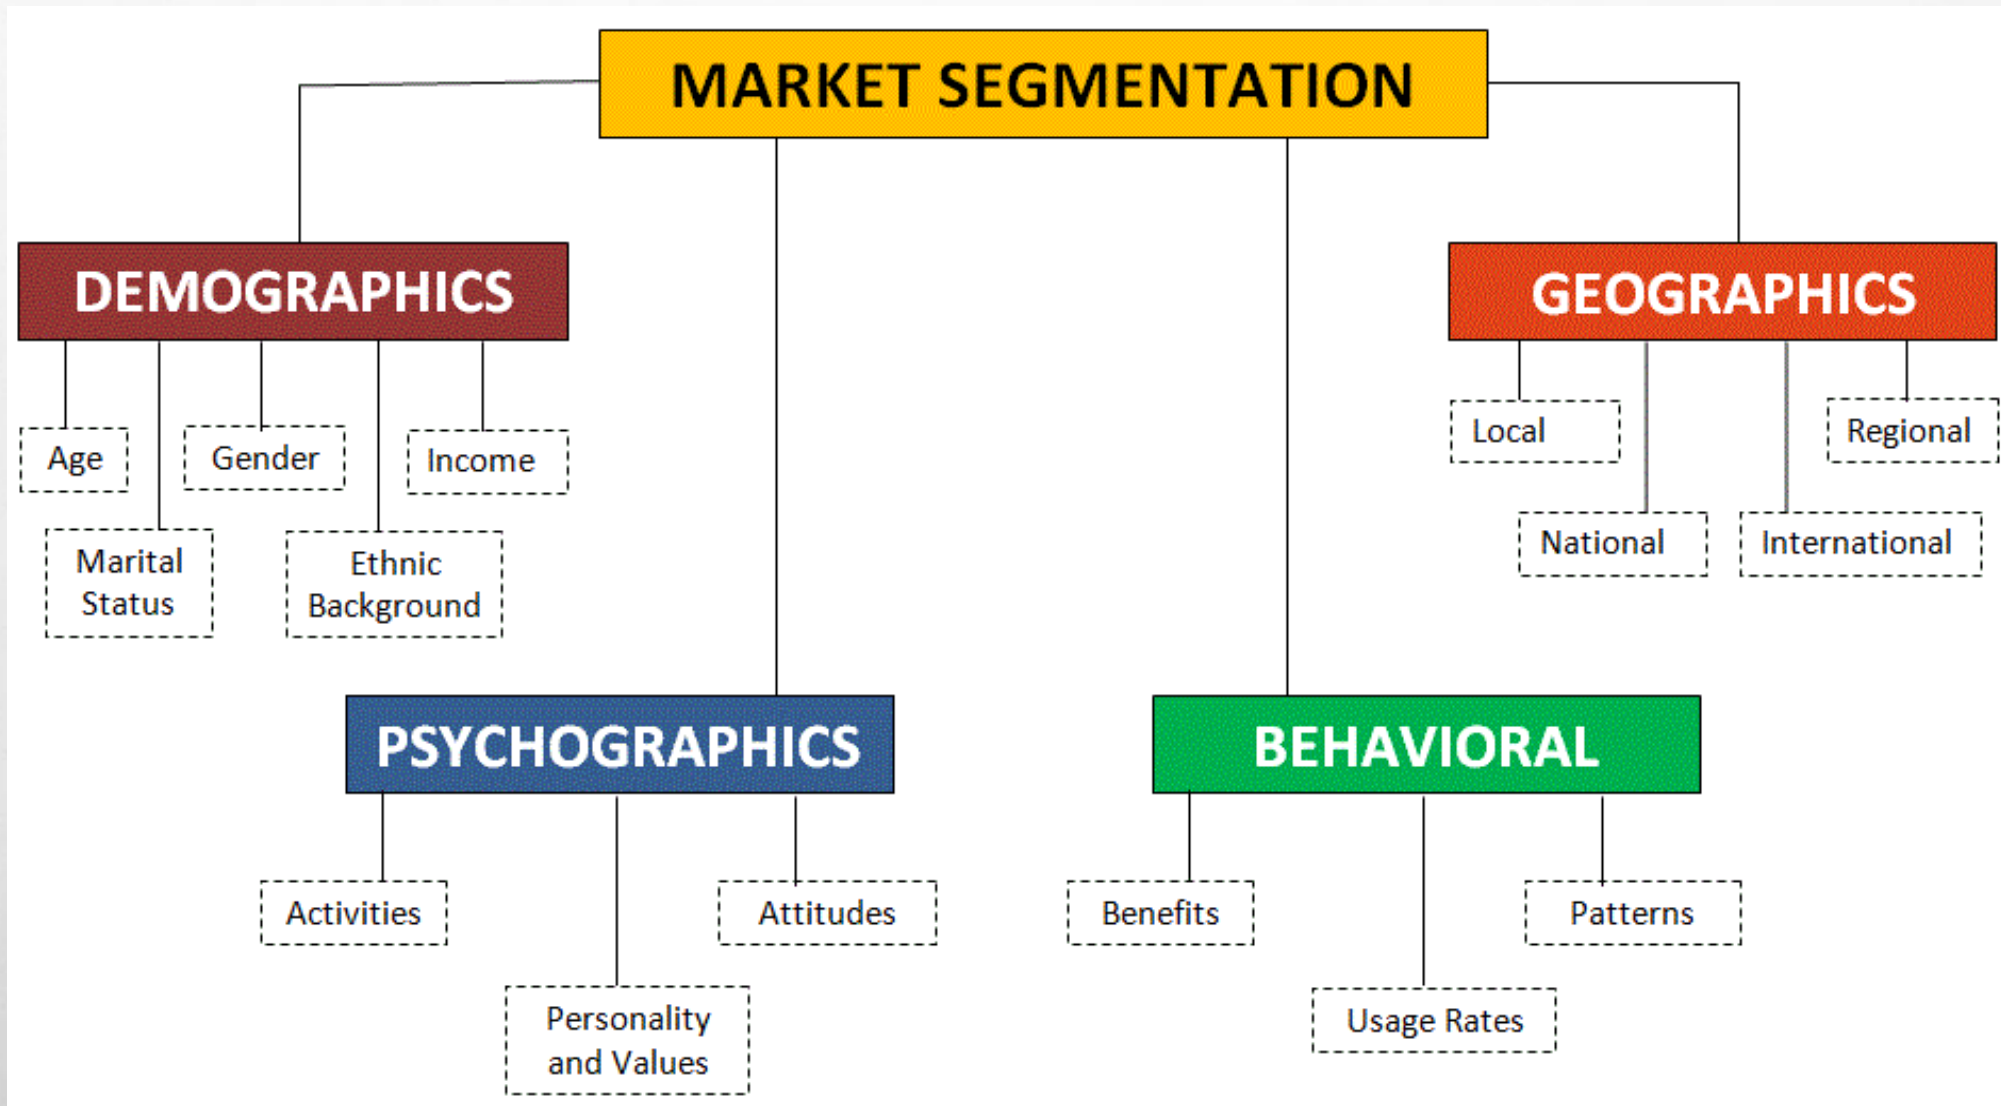 MARKET SEGMENTATION
DEMOGRAPHICS
GEOGRAPHICS
Age
Gender
Income
Marital
Status
Ethnic
Background
Local
Regional
National
International
PSYCHOGRAPHICS
BEHAVIORAL
Activities
Attitudes
Personality
and Values
Benefits
Patterns
Usage Rates